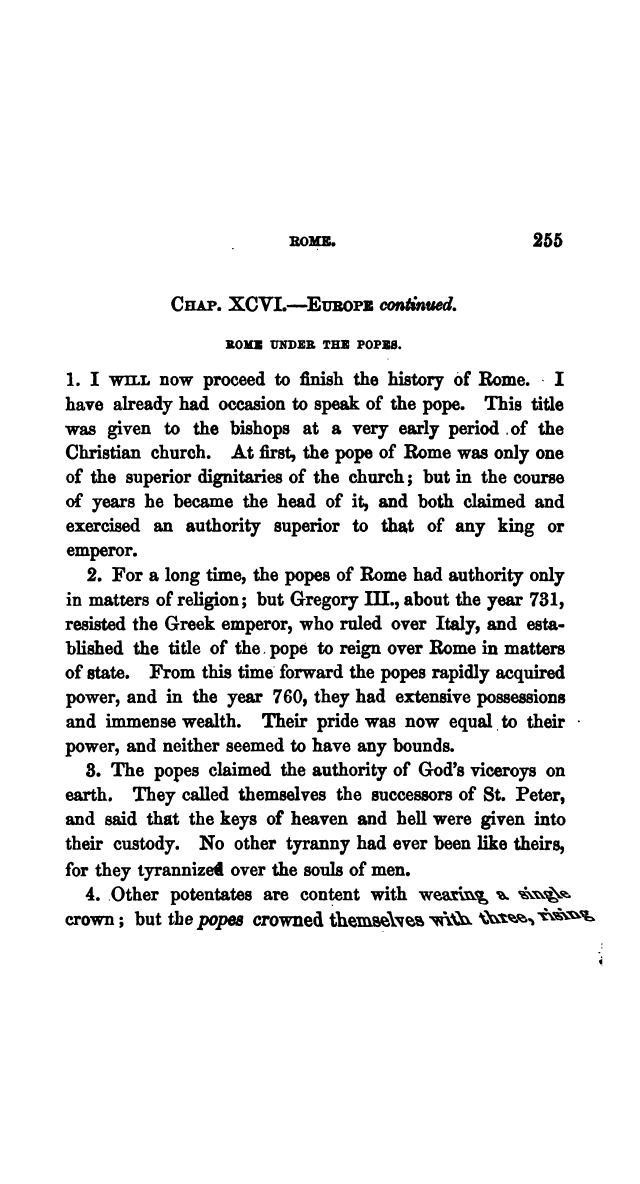 ROME. 255
CHAP. XCVI.—EUROPE continued.
ROME UNDER THE POPES.
1. I WILL now proceed to finish the history of Rome. I
have already had occasion to speak of the pope. This title
was given to the bishops at a very early period of the
Christian church. At first, the pope of Rome was only one
of the superior dignitaries of the church; but in the course
of years he became the head of it, and both claimed and
exercised an authority superior to that of any king or
emperor.
2. For a long time, the popes of Rome had authority only
in matters of religion; but Gregory III., about the year 731,
resisted the Greek emperor, who ruled over Italy, and esta-
blished the title of the pope to reign over Rome in matters
of state. From this time forward the popes rapidly acquired
power, and in the year 760, they had extensive possessions
and immense wealth. Their pride was now equal to their
power, and neither seemed to have any bounds.
3. The popes claimed the authority of God's viceroys on
earth. They called themselves the successors of St. Peter,
and said that the keys of heaven and hell were given into
their custody. No other tyranny had ever been like theirs,
for they tyrannized over the souls of men.
4. Other potentates are content with wearing a single
crown; but the popes crowned themselves with three, rising